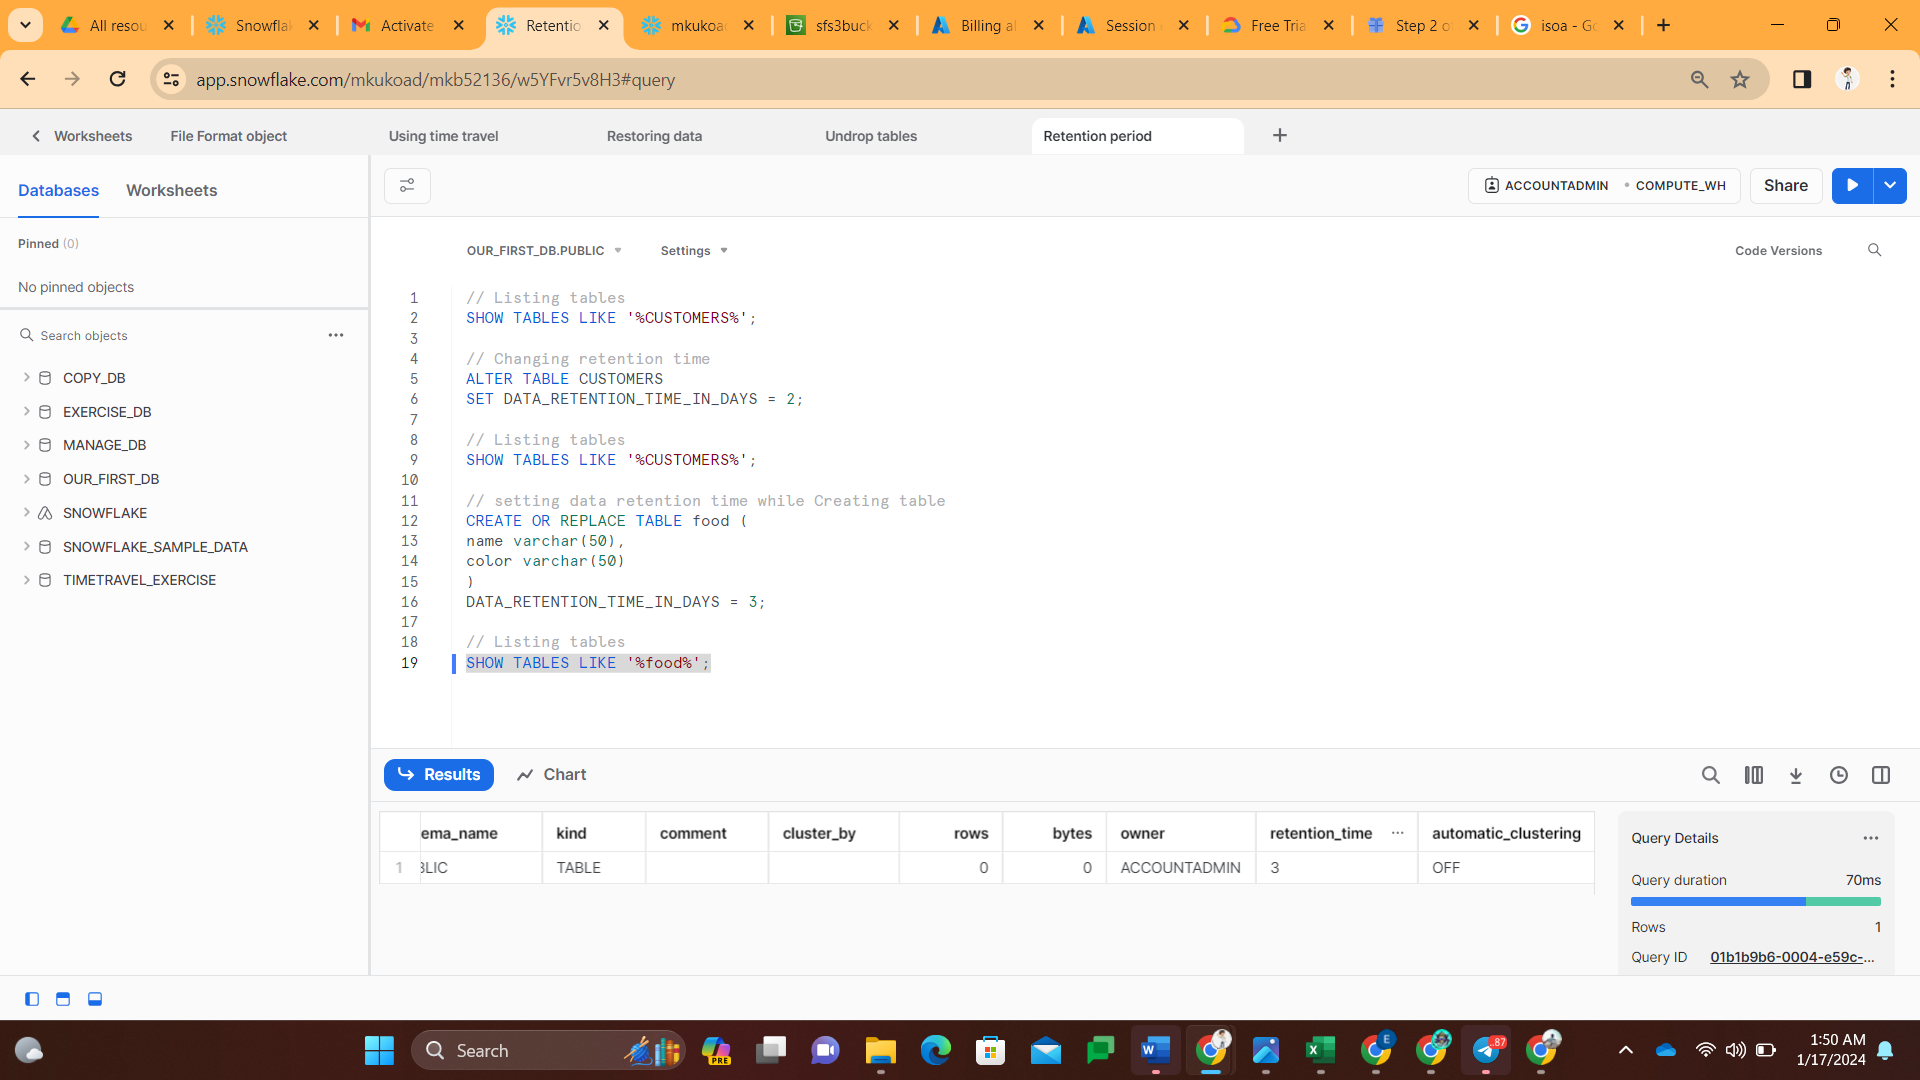 All resou
Snowflak
Activate
Retentio
mkukoad
sfs3buck
Billing al
Session
Free Tria
Step 2 o
isoa - Go
app.snowflake.com/mkukoad/mkb52136/w5YFvr5v8H3#query
Worksheets
File Format object
Using time travel
Restoring data
Undrop tables
Retention period
Databases
Worksheets
ACCOUNTADMIN
COMPUTE_WH
Share
Pinned (0)
No pinned objects
Search objects
COPY_DB
EXERCISE_DB
MANAGE_DB
OUR_FIRST_DB
SNOWFLAKE
SNOWFLAKE_SAMPLE_DATA
TIMETRAVEL_EXERCISE
OUR_FIRST_DB.PUBLIC
Settings
Code Versions
1 // Listing tables
2 SHOW TABLES LIKE '%CUSTOMERS%';
3
4 // Changing retention time
5 ALTER TABLE CUSTOMERS
6 SET DATA_RETENTION_TIME_IN_DAYS = 2;
7
8 // Listing tables
9 SHOW TABLES LIKE '%CUSTOMERS%';
10
11 // setting data retention time while Creating table
12 CREATE OR REPLACE TABLE food (
13 name varchar(50),
14 color varchar(50)
15 )
16 DATA_RETENTION_TIME_IN_DAYS = 3;
17
18 // Listing tables
19 SHOW TABLES LIKE '%food%';
Results
Chart
ema_name kind comment cluster_by rows bytes owner retention_time ... automatic_clustering
1 BLIC TABLE 0 0 ACCOUNTADMIN 3 OFF
Query Details
Query duration 70ms
Rows 1
Query ID 01b1b9b6-0004-e59c-...
Search
PRE
E
87
1:50 AM
1/17/2024